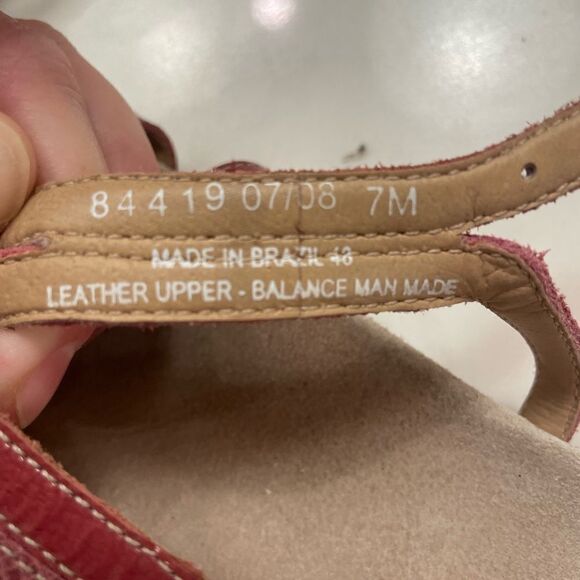 84419 07/08 7M
MADE IN BRAZIL 48
LEATHER UPPER - BALANCE MAN MADE